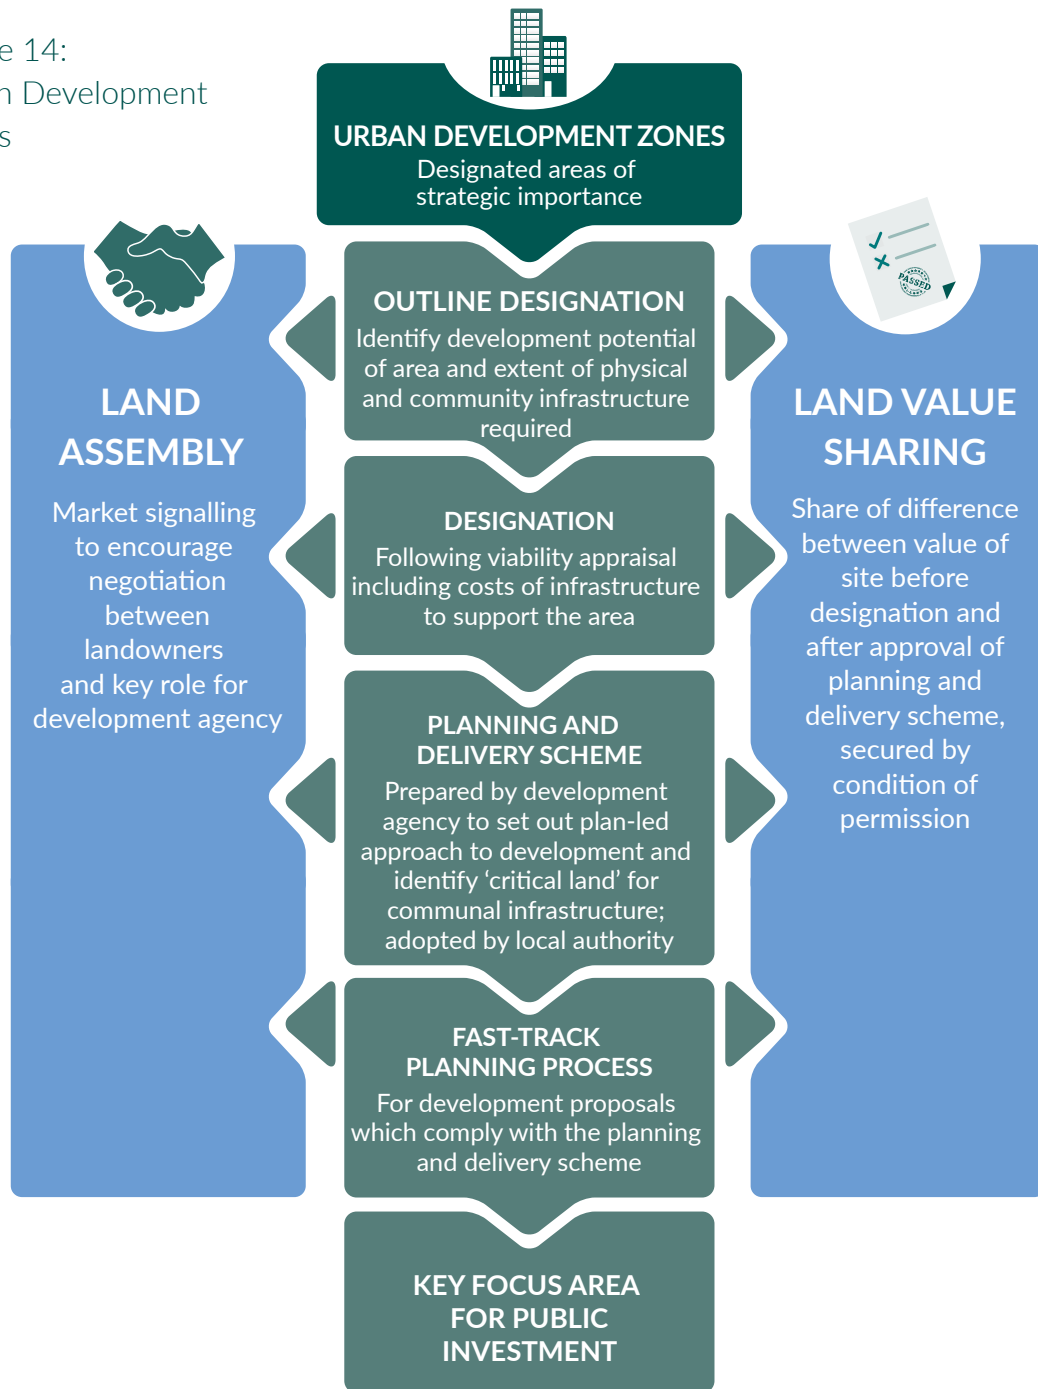 e 14:
n Development
s
URBAN DEVELOPMENT ZONES
Designated areas of
strategic importance
LAND
ASSEMBLY
Market signalling
to encourage
negotiation
between
landowners
and key role for
development agency
OUTLINE DESIGNATION
Identify development potential
of area and extent of physical
and community infrastructure
required
DESIGNATION
Following viability appraisal
including costs of infrastructure
to support the area
PLANNING AND
DELIVERY SCHEME
Prepared by development
agency to set out plan-led
approach to development and
identify ‘critical land’ for
communal infrastructure;
adopted by local authority
FAST-TRACK
PLANNING PROCESS
For development proposals
which comply with the planning
and delivery scheme
KEY FOCUS AREA
FOR PUBLIC
INVESTMENT
PASSED
LAND VALUE
SHARING
Share of difference
between value of
site before
designation and
after approval of
planning and
delivery scheme,
secured by
condition of
permission